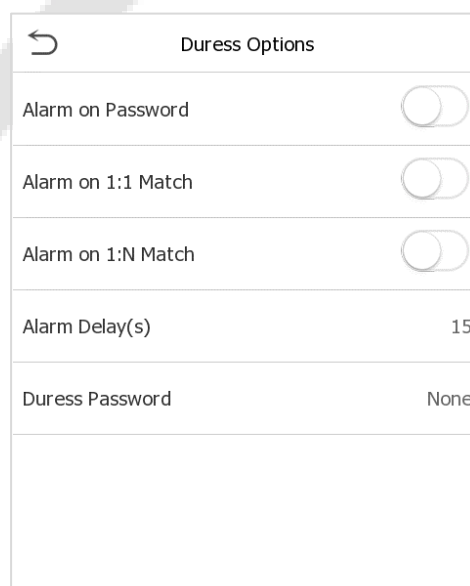 Duress Options
Alarm on Password
Alarm on 1:1 Match
Alarm on 1:N Match
Alarm Delay(s) 15
Duress Password None